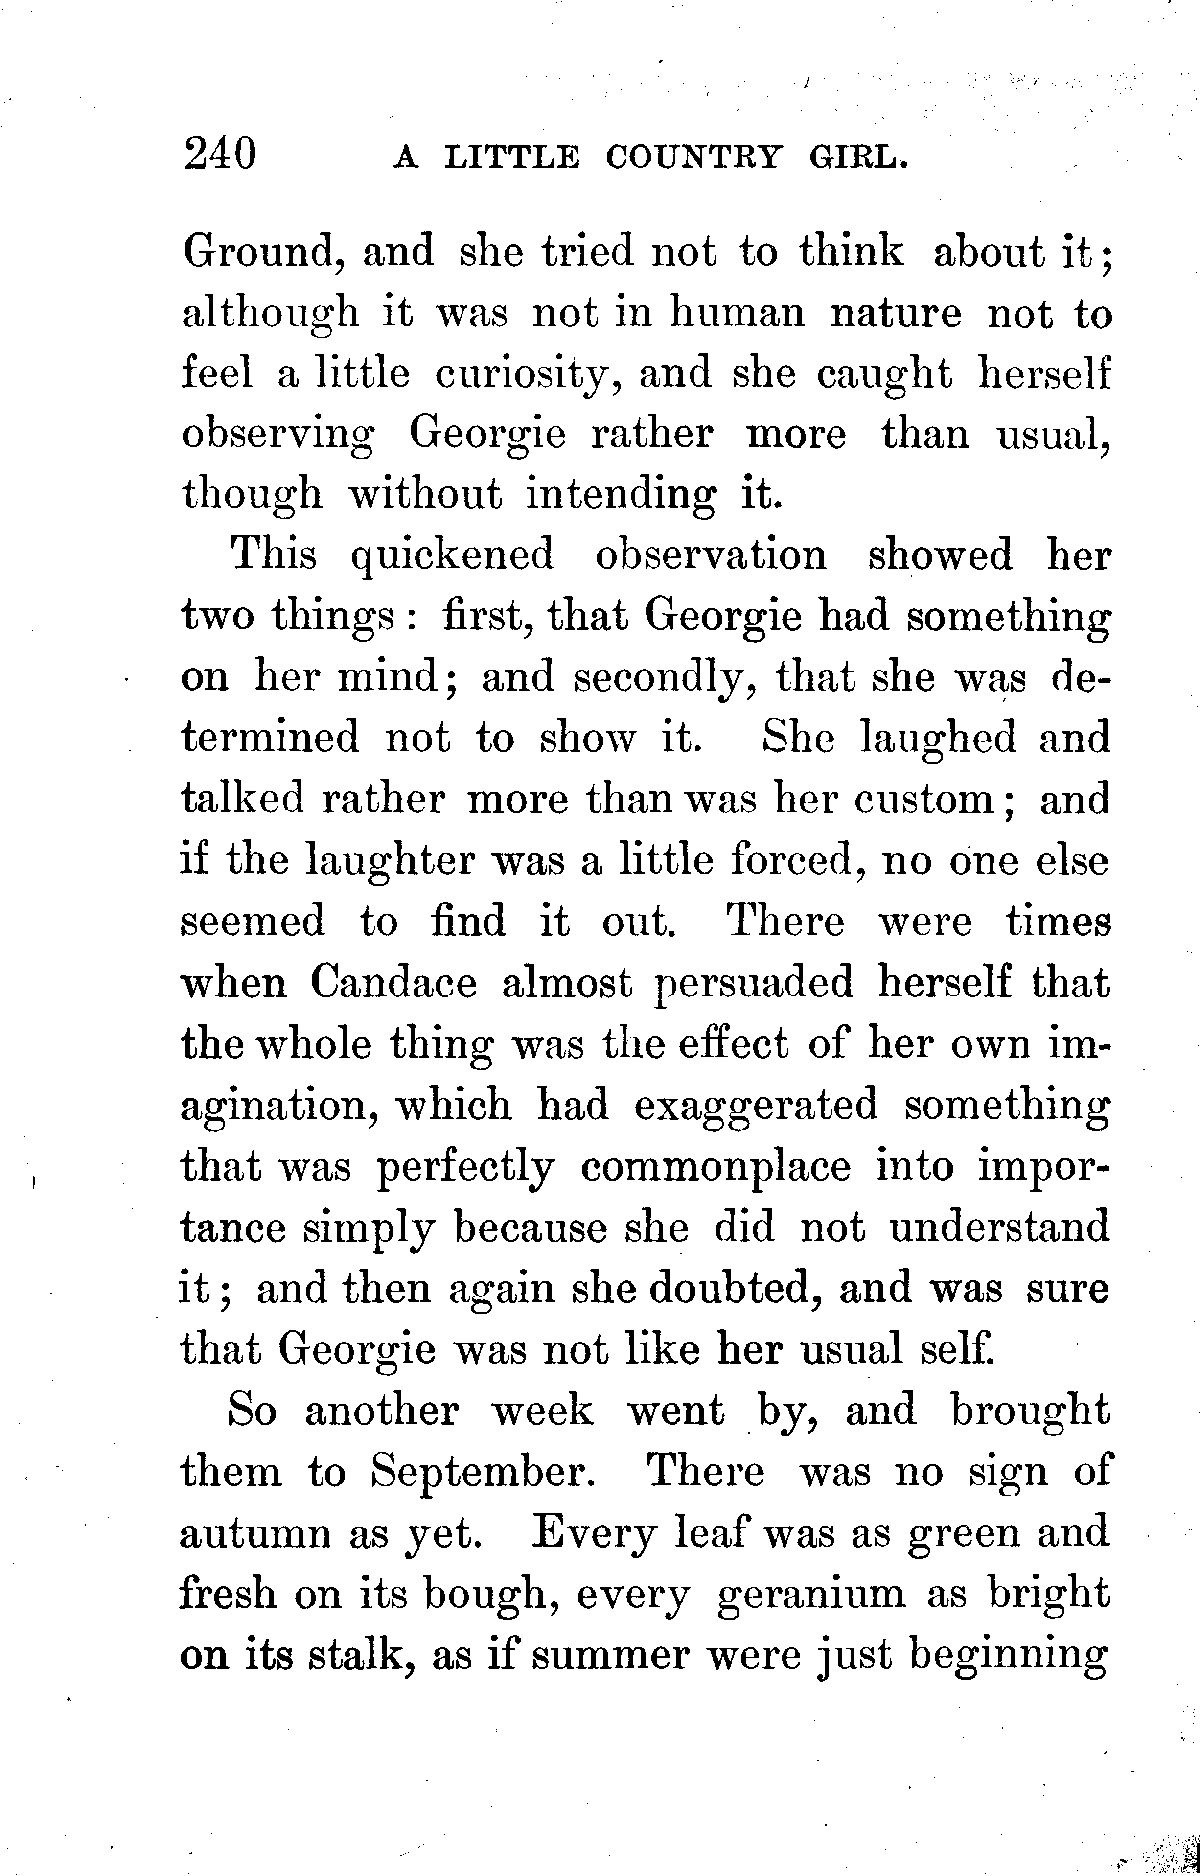 240 A LITTLE COUNTRY GIRL.
Ground, and she tried not to think about it;
although it was not in human nature not to
feel a little curiosity, and she caught herself
observing Georgie rather more than usual,
though without intending it.
This quickened observation showed her
two things: first, that Georgie had something
on her mind; and secondly, that she was de-
termined not to show it. She laughed and
talked rather more than was her custom; and
if the laughter was a little forced, no one else
seemed to find it out. There were times
when Candace almost persuaded herself that
the whole thing was the effect of her own im-
agination, which had exaggerated something
that was perfectly commonplace into impor-
tance simply because she did not understand
it; and then again she doubted, and was sure
that Georgie was not like her usual self.
So another week went by, and brought
them to September. There was no sign of
autumn as yet. Every leaf was as green and
fresh on its bough, every geranium as bright
on its stalk, as if summer were just beginning